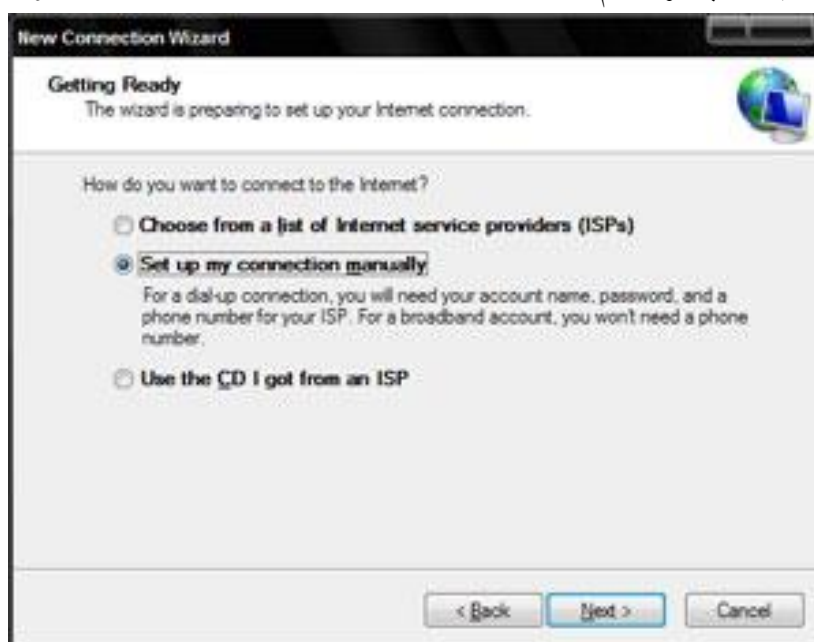 New Connection Wizard
Getting Ready
The wizard is preparing to set up your Internet connection.
How do you want to connect to the Internet?
Choose from a list of Internet service providers (ISPs)
Set up my connection manually
For a dial-up connection, you will need your account name, password, and a
phone number for your ISP. For a broadband account, you won't need a phone
number.
Use the CD I got from an ISP
< Back
Next >
Cancel